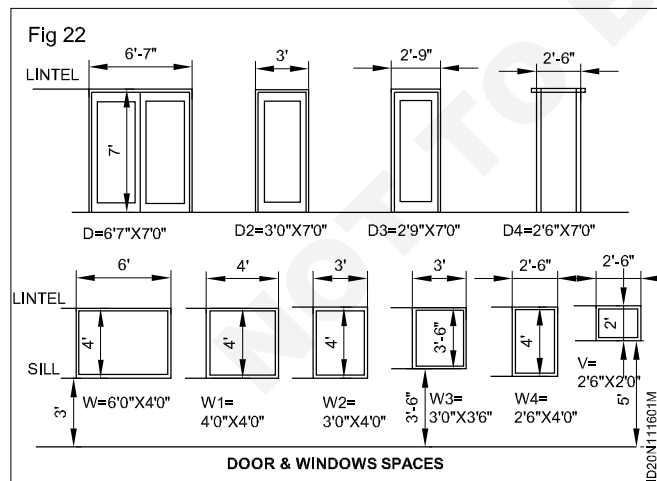 Fig 22
6'-7"
3'
2'-9"
2'-6"
LINTEL
7'
D=6'7"X7'0"
D2=3'0"X7'0"
D3=2'9"X7'0"
D4=2'6"X7'0"
6'
4'
3'
3'
2'-6"
2'-6"
LINTEL
4'
4'
4'
3'-6"
4'
2'
SILL
3'
W=6'0"X4'0"
W1=
4'0"X4'0"
W2=
3'0"X4'0"
3'-6"
W3=
3'0"X3'6"
W4=
2'6"X4'0"
V=
2'6"X2'0"
5'
DOOR & WINDOWS SPACES
ID20N111601M
NOT TO B